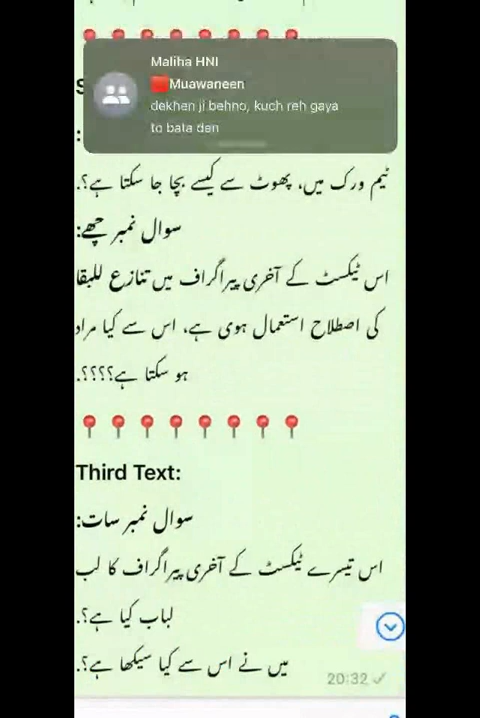 Maliha HNI
🟥Muawaneen
dekhen ji behno, kuch reh gaya
to bata den
ٹیم ورک میں، پھوٹ سے کیسے بچا جا سکتا ہے؟.
سوال نمبر چھے:
اس ٹیکسٹ کے آخری پیراگراف میں تنازع للبقا
کی اصطلاح استعمال ہوی ہے، اس سے کیا مراد
ہو سکتا ہے؟؟؟؟.
📍 📍 📍 📍 📍 📍 📍 📍
Third Text:
سوال نمبر سات:
اس تیسرے ٹیکسٹ کے آخری پیراگراف کا لب
لباب کیا ہے؟.
میں نے اس سے کیا سیکھا ہے؟.
20:32